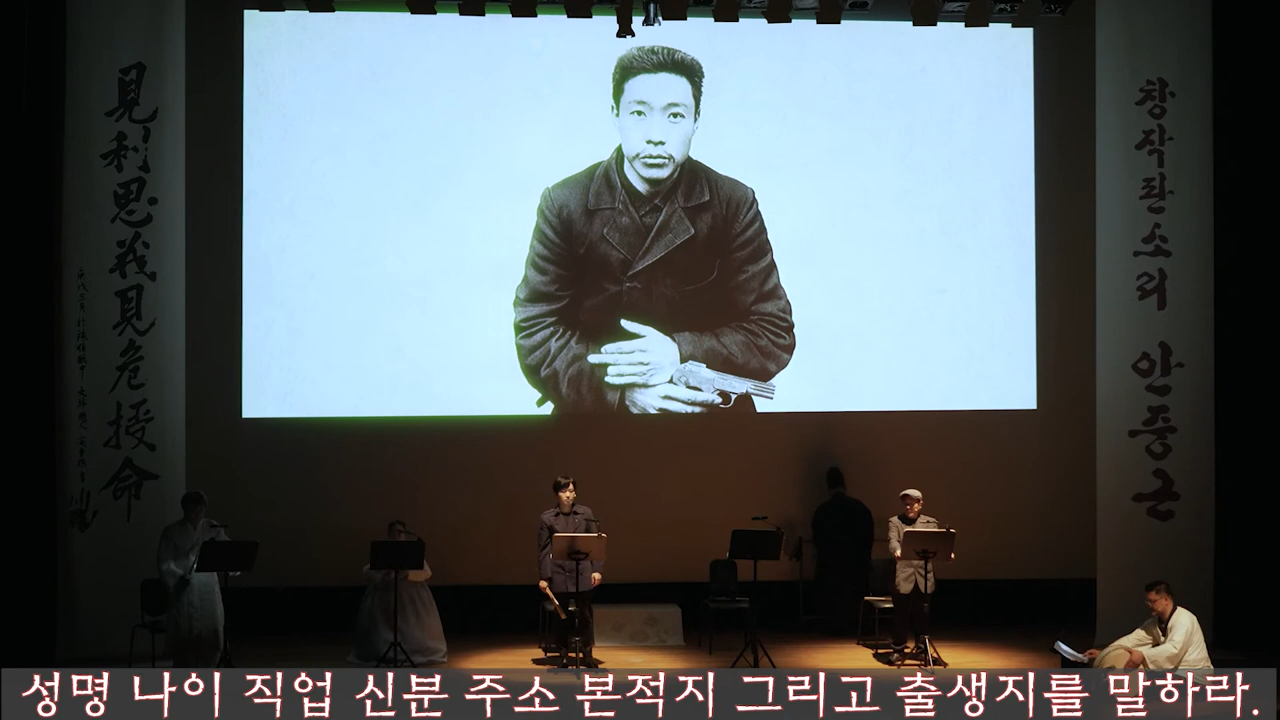 見利思義見危授命
창작판소리 안중근
성명 나이 직업 신분 주소 본적지 그리고 출생지를 말하라.